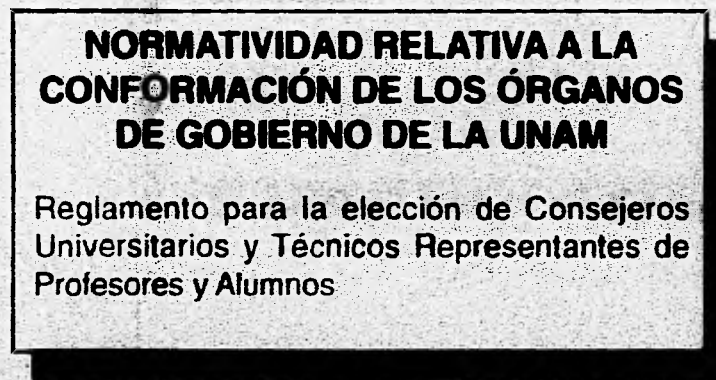 NORMATIVIDAD RELATIVA A LA
CONFORMACIÓN DE LOS ÓRGANOS
DE GOBIERNO DE LA UNAM
Reglamento para la elección de Consejeros
Universitarios y Técnicos Representantes de
Profesores y Alumnos